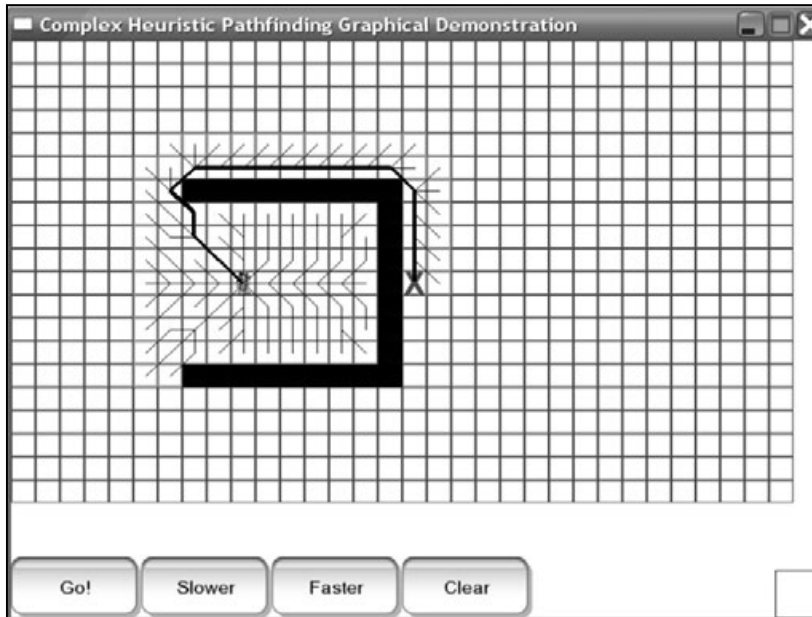 Complex Heuristic Pathfinding Graphical Demonstration
X
Go!
Slower
Faster
Clear